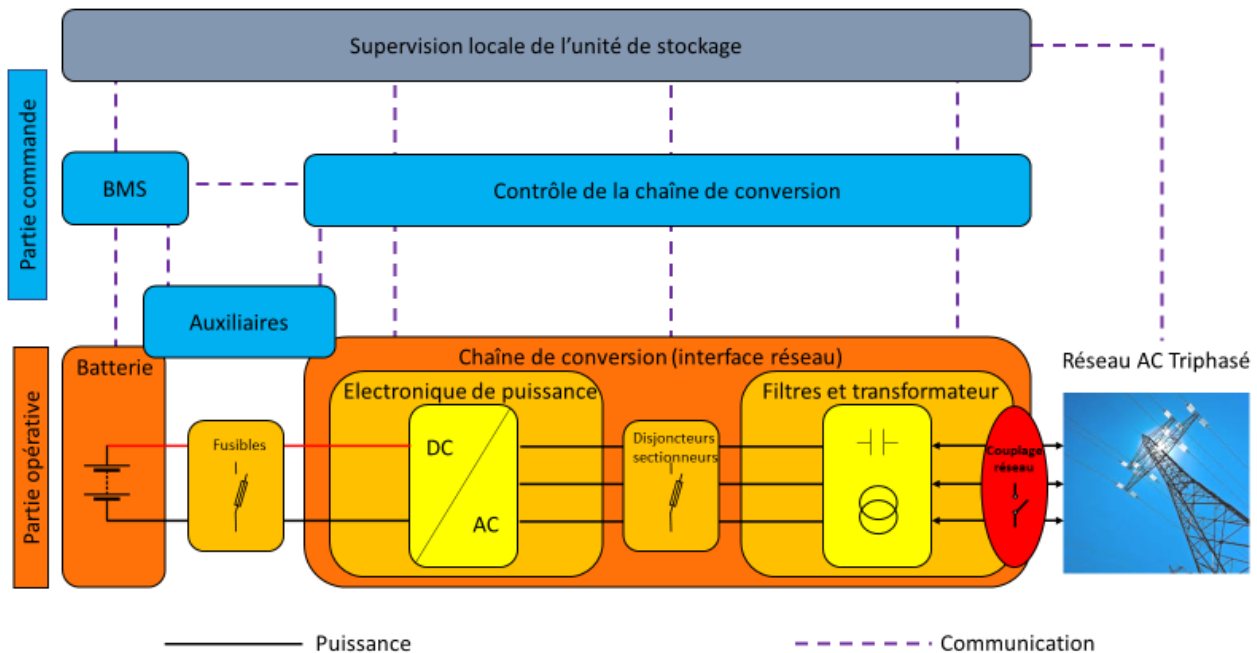 Supervision locale de l'unité de stockage
Partie commande
BMS
Contrôle de la chaîne de conversion
Auxiliaires
Partie opérative
Batterie
Chaîne de conversion (interface réseau)
Réseau AC Triphasé
Electronique de puissance
Filtres et transformateur
Fusibles
DC
AC
Disjoncteurs
sectionneurs
Couplage
réseau
Puissance
Communication